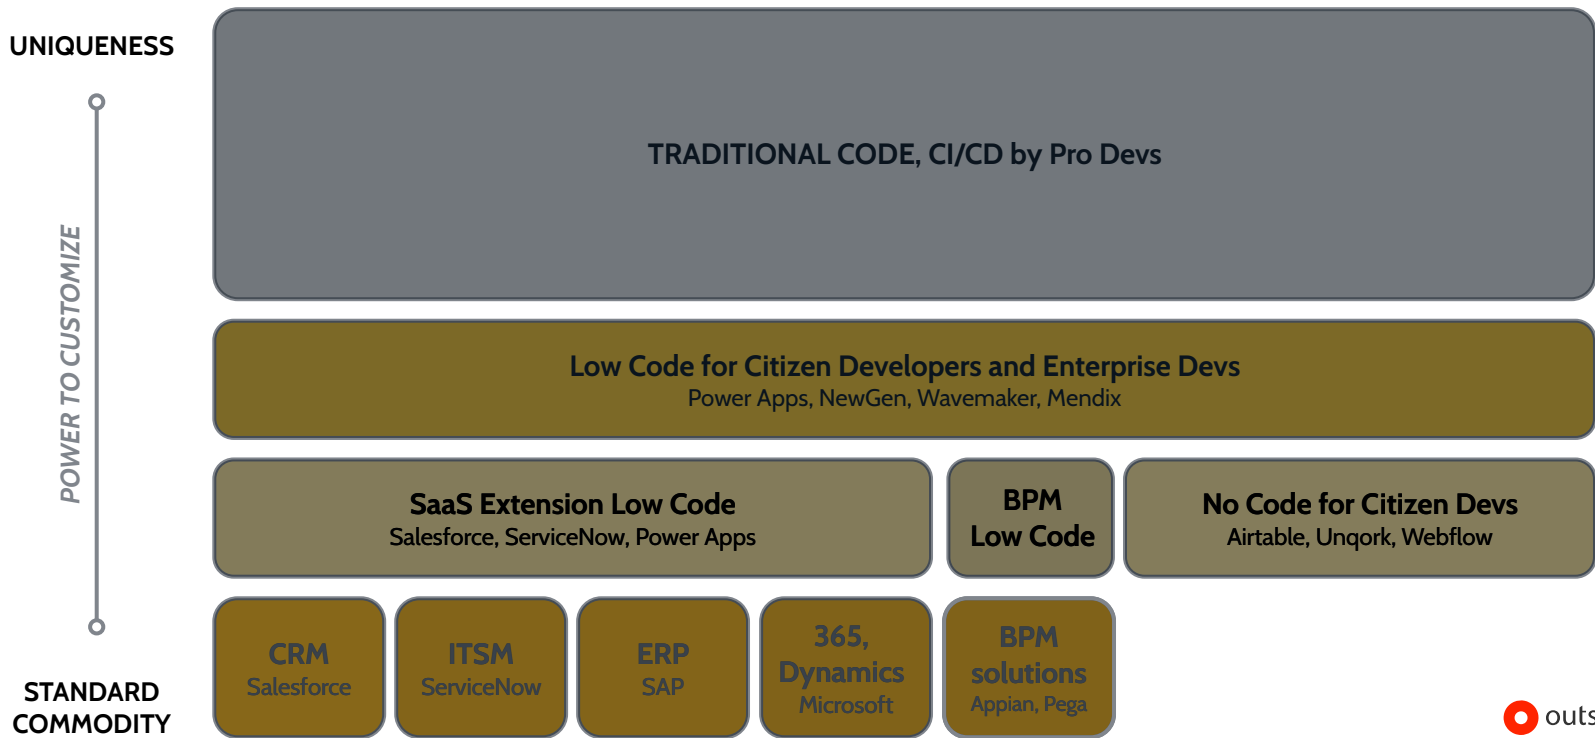 UNIQUENESS
POWER TO CUSTOMIZE
STANDARD
COMMODITY
TRADITIONAL CODE, CI/CD by Pro Devs
Low Code for Citizen Developers and Enterprise Devs
Power Apps, NewGen, Wavemaker, Mendix
SaaS Extension Low Code
Salesforce, ServiceNow, Power Apps
BPM
Low Code
No Code for Citizen Devs
Airtable, Unqork, Webflow
CRM
Salesforce
ITSM
ServiceNow
ERP
SAP
365,
Dynamics
Microsoft
BPM
solutions
Appian, Pega
outs